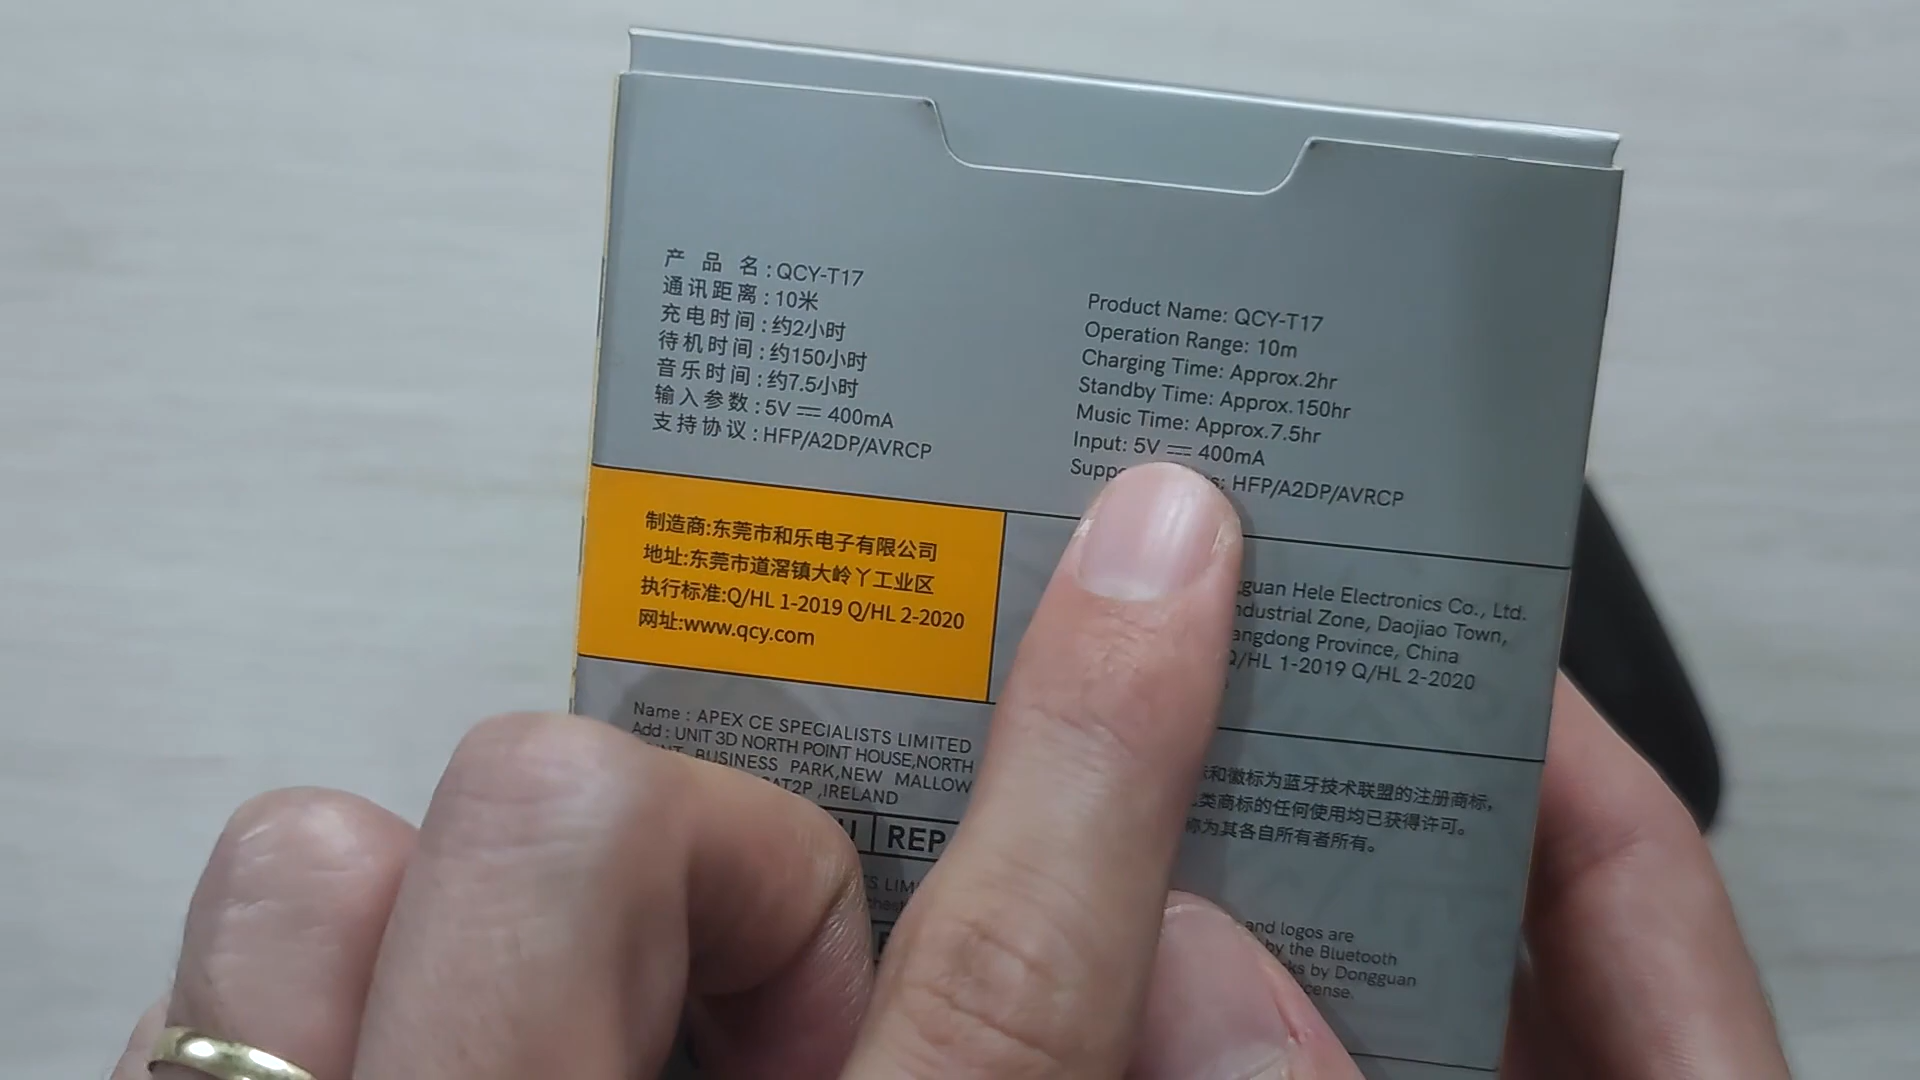 产品名:QCY-T17
通讯距离:10米
充电时间:约2小时
待机时间:约150小时
音乐时间:约7.5小时
输入参数:5V ⎓ 400mA
支持协议:HFP/A2DP/AVRCP
Product Name: QCY-T17
Operation Range: 10m
Charging Time: Approx.2hr
Standby Time: Approx.150hr
Music Time: Approx.7.5hr
Input: 5V ⎓ 400mA
HFP/A2DP/AVRCP
制造商:东莞市和乐电子有限公司
地址:东莞市道滘镇大岭丫工业区
执行标准:Q/HL 1-2019 Q/HL 2-2020
网址:www.qcy.com
Hele Electronics Co., Ltd.
Zone, Daojiao Town,
Province, China
1-2019 Q/HL 2-2020
Name : APEX CE SPECIALISTS LIMITED
Add : UNIT 3D NORTH POINT HOUSE,NORTH
BUSINESS PARK,NEW MALLOW
,IRELAND
REP
和徽标为蓝牙技术联盟的注册商标,
类商标的任何使用均已获得许可。
称为其各自所有者所有。
and logos are
by the Bluetooth
by Dongguan